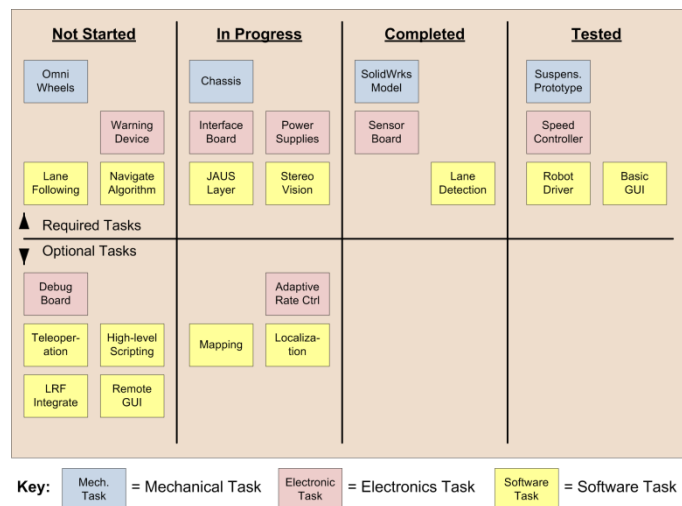 Not Started
In Progress
Completed
Tested
Omni
Wheels
Chassis
SolidWrks
Model
Suspens.
Prototype
Warning
Device
Interface
Board
Power
Supplies
Sensor
Board
Speed
Controller
Lane
Following
Navigate
Algorithm
JAUS
Layer
Stereo
Vision
Lane
Detection
Robot
Driver
Basic
GUI
Required Tasks
Optional Tasks
Debug
Board
Adaptive
Rate Ctrl
Teleoper-
ation
High-level
Scripting
Mapping
Localiza-
tion
LRF
Integrate
Remote
GUI
Key:
Mech.
Task
= Mechanical Task
Electronic
Task
= Electronics Task
Software
Task
= Software Task